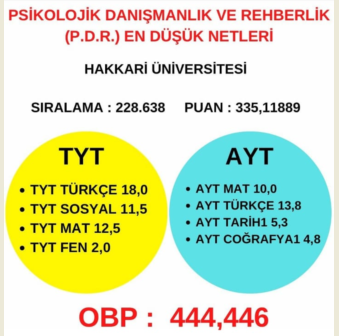 PSİKOLOJİK DANIŞMANLIK VE REHBERLİK
(P.D.R.) EN DÜŞÜK NETLERİ
HAKKARİ ÜNİVERSİTESİ
SIRALAMA : 228.638 PUAN : 335,11889
TYT
• TYT TÜRKÇE 18,0
• TYT SOSYAL 11,5
• TYT MAT 12,5
• TYT FEN 2,0
AYT
• AYT MAT 10,0
• AYT TÜRKÇE 13,8
• AYT TARİH1 5,3
• AYT COĞRAFYA1 4,8
OBP : 444,446